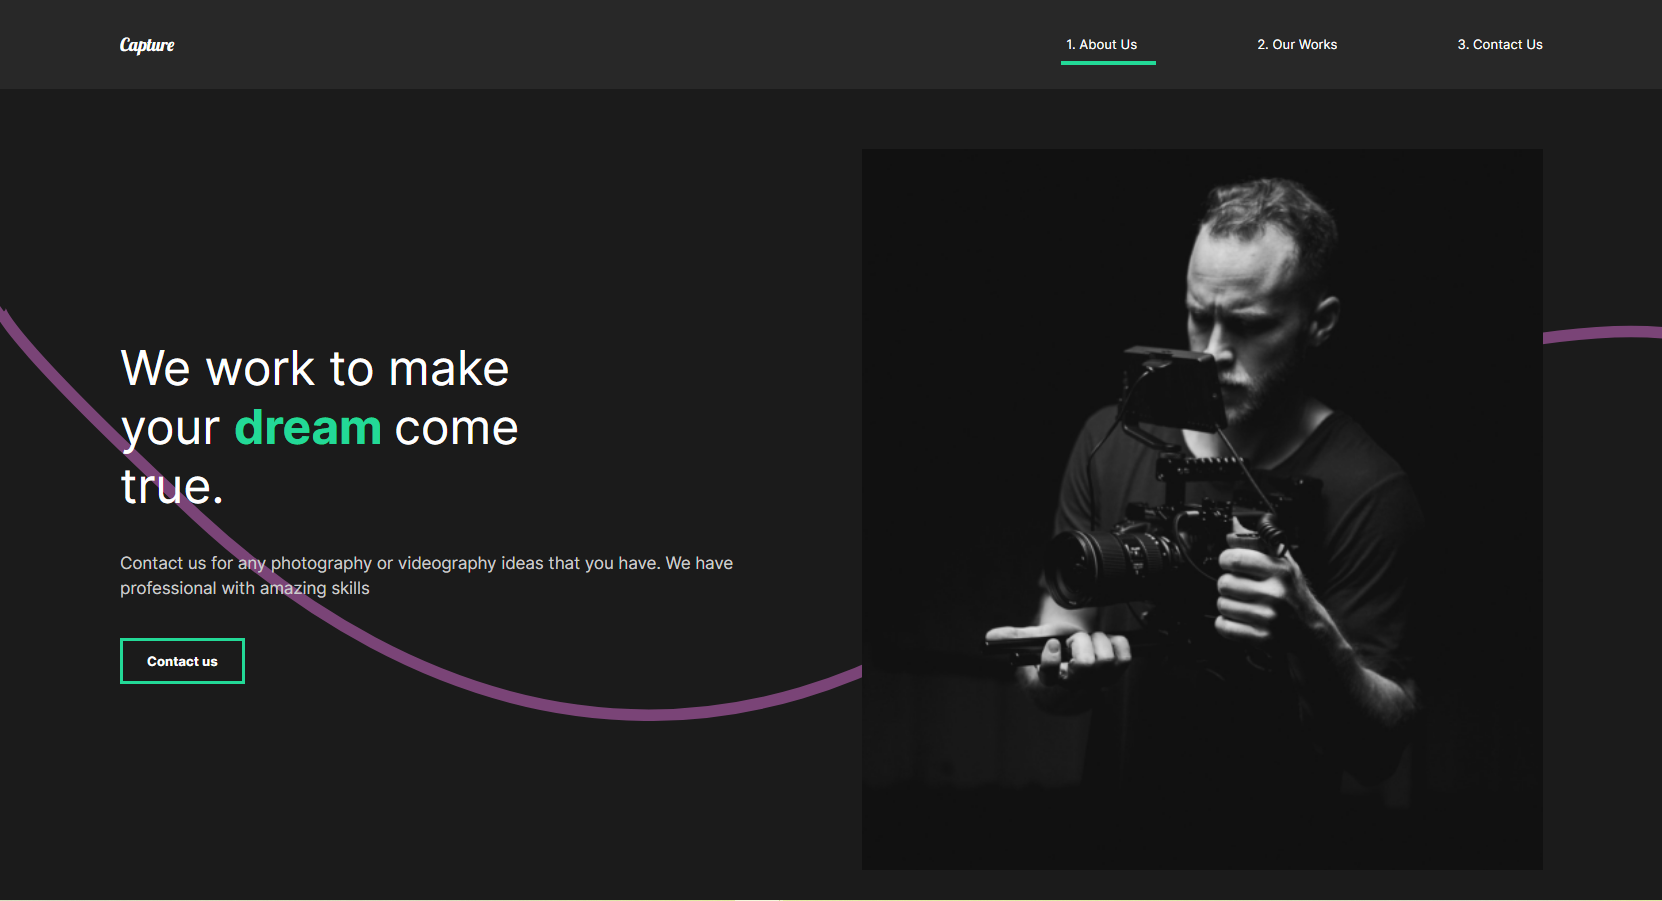 Capture
1. About Us
2. Our Works
3. Contact Us
We work to make
your dream come
true.
Contact us for any photography or videography ideas that you have. We have
professional with amazing skills
Contact us